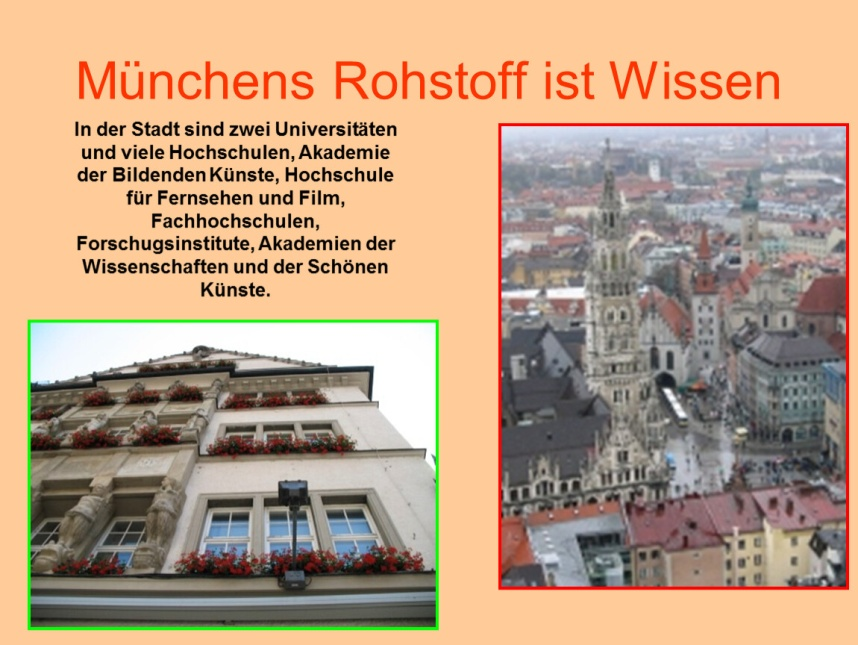 Münchens Rohstoff ist Wissen
In der Stadt sind zwei Universitäten
und viele Hochschulen, Akademie
der Bildenden Künste, Hochschule
für Fernsehen und Film,
Fachhochschulen,
Forschugsinstitute, Akademien der
Wissenschaften und der Schönen
Künste.